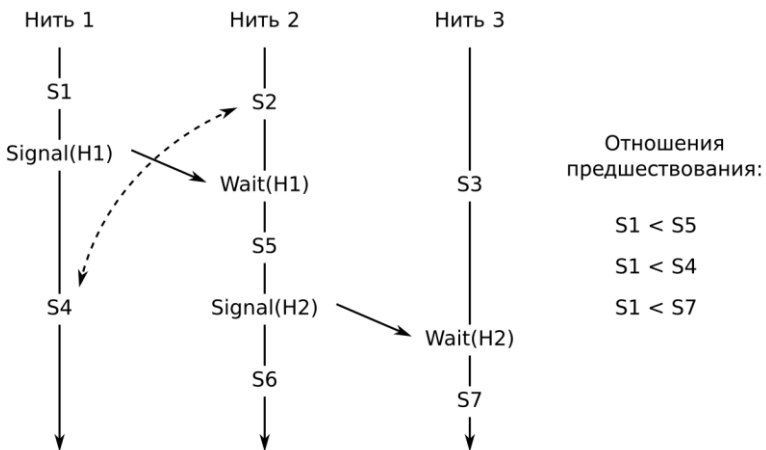 Нить 1
Нить 2
Нить 3
S1
S2
Signal(H1)
Wait(H1)
S3
S5
S4
Signal(H2)
Wait(H2)
S6
S7
Отношения
предшествования:
S1 < S5
S1 < S4
S1 < S7